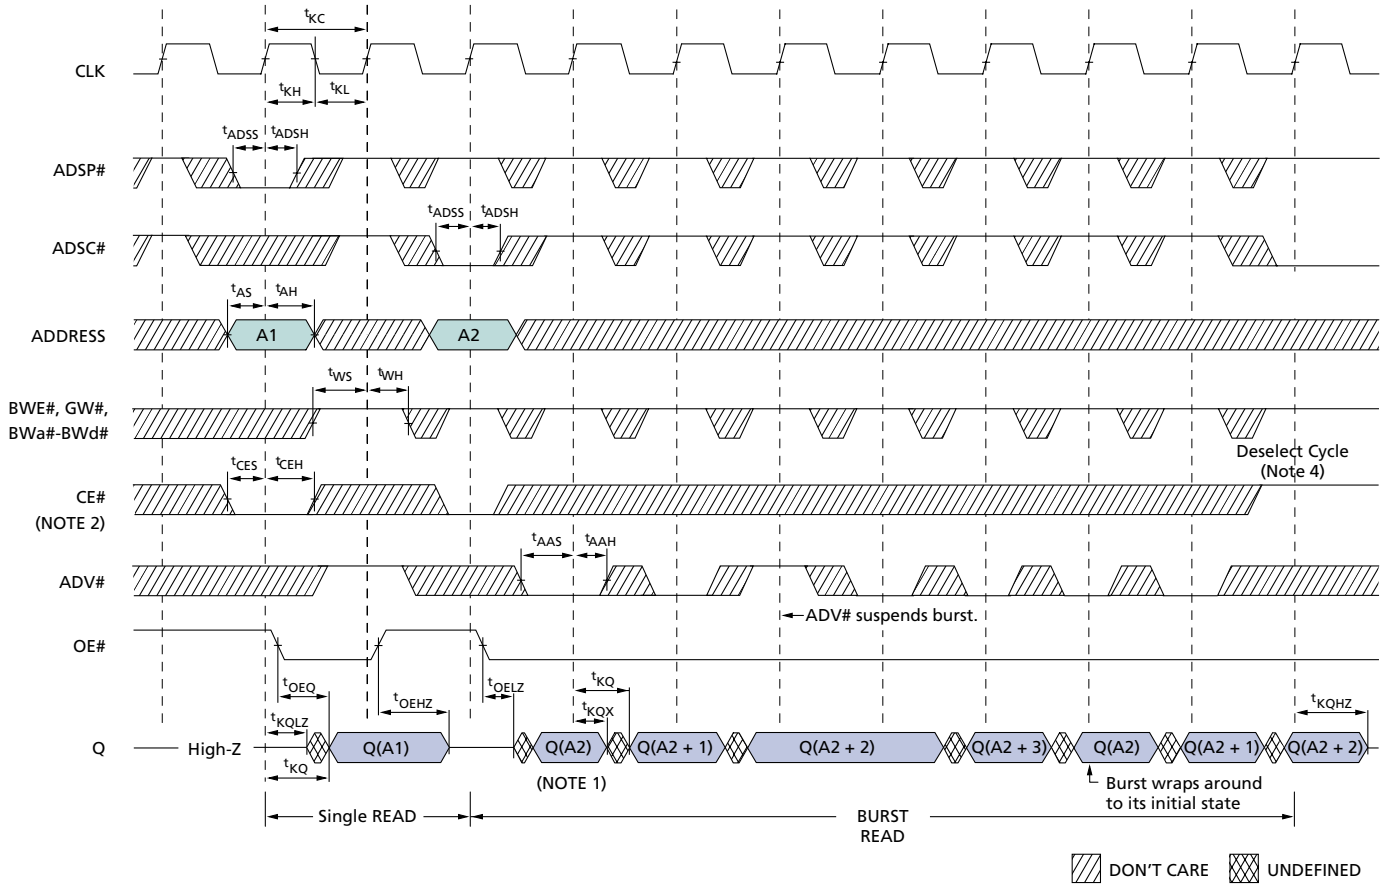 tKC
CLK
tKH
tKL
tADSS
tADSH
ADSP#
tADSS
tADSH
ADSC#
tAS
tAH
ADDRESS
A1
A2
tWS
tWH
BWE#, GW#,
BWa#-BWd#
Deselect Cycle
(Note 4)
tCES
tCEH
CE#
(NOTE 2)
tAAS
tAAH
ADV#
ADV# suspends burst.
OE#
tOEQ
tOEHZ
tOELZ
tKQ
tKQX
tKQHZ
tKQLZ
Q
High-Z
Q(A1)
Q(A2)
Q(A2 + 1)
Q(A2 + 2)
Q(A2 + 3)
Q(A2)
Q(A2 + 1)
Q(A2 + 2)
tKQ
(NOTE 1)
Burst wraps around
to its initial state
Single READ
BURST
READ
DON'T CARE
UNDEFINED